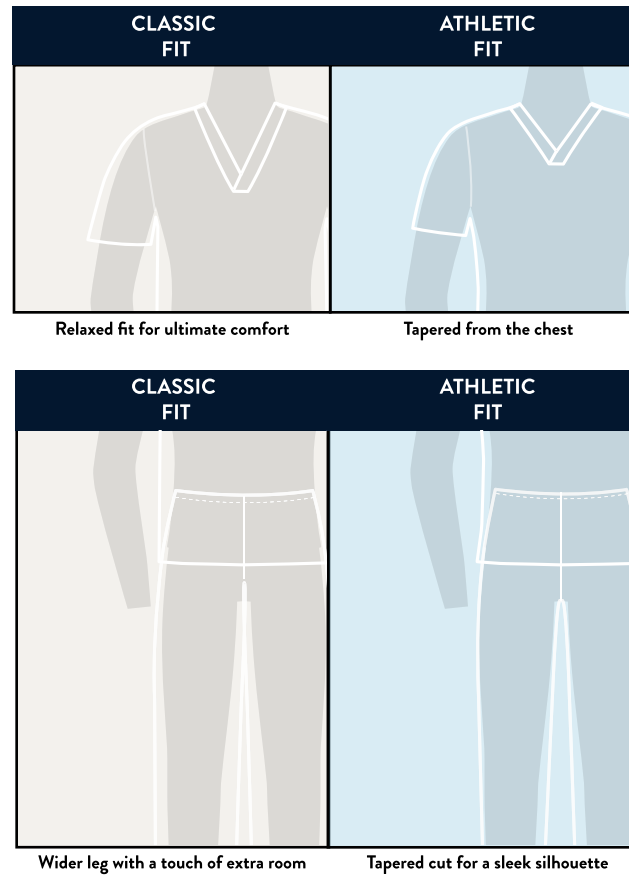 CLASSIC
FIT
ATHLETIC
FIT
Relaxed fit for ultimate comfort
Tapered from the chest
CLASSIC
FIT
ATHLETIC
FIT
Wider leg with a touch of extra room
Tapered cut for a sleek silhouette